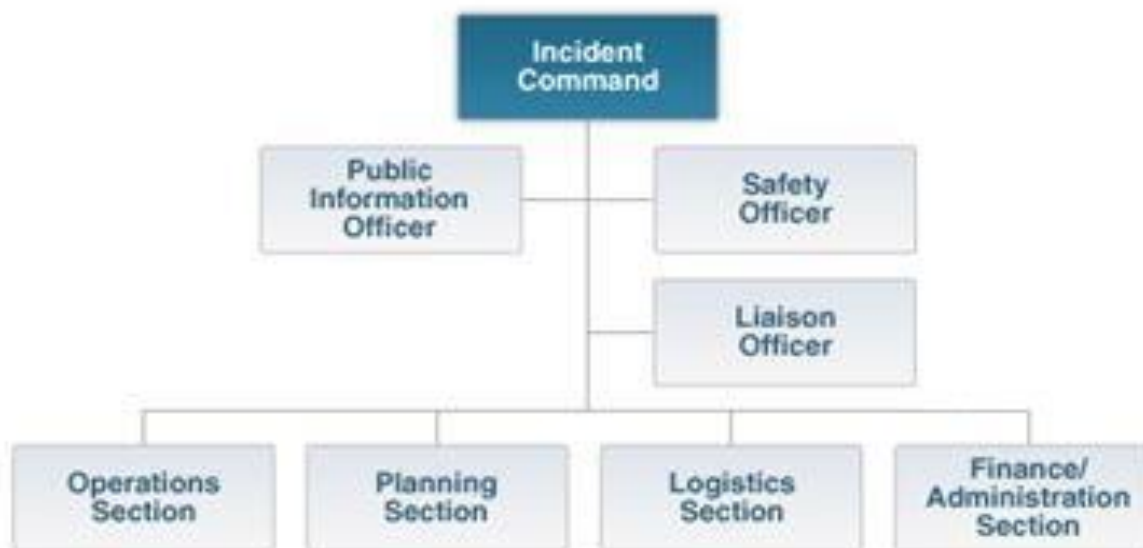 Incident
Command
Public
Information
Officer
Safety
Officer
Liaison
Officer
Operations
Section
Planning
Section
Logistics
Section
Finance/
Administration
Section